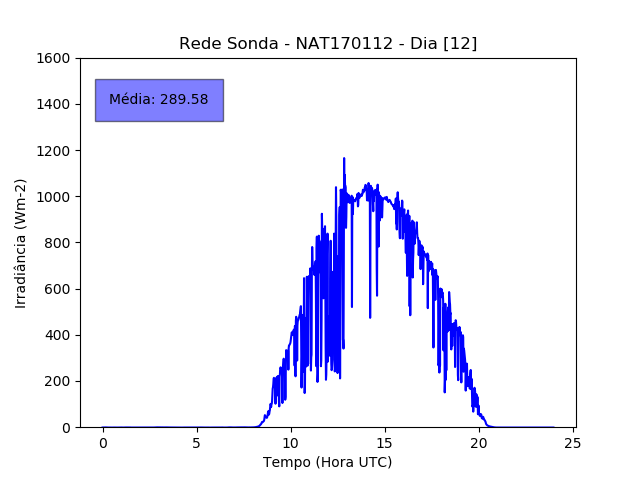 Rede Sonda - NAT170112 - Dia [12]
Média: 289.58
Irradiância (Wm-2)
1600
1400
1200
1000
800
600
400
200
0
0 5 10 15 20 25
Tempo (Hora UTC)